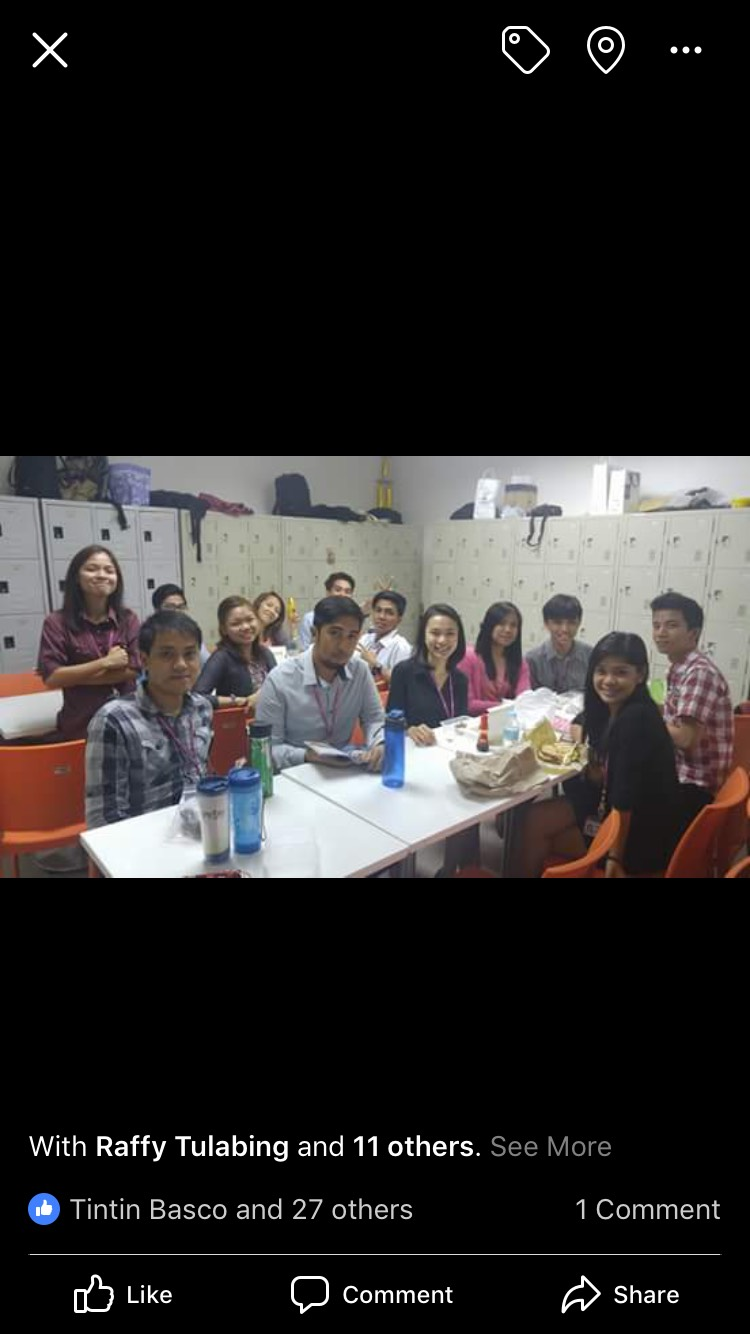 With Raffy Tulabing and 11 others. See More
Tintin Basco and 27 others 1 Comment
Like Comment Share